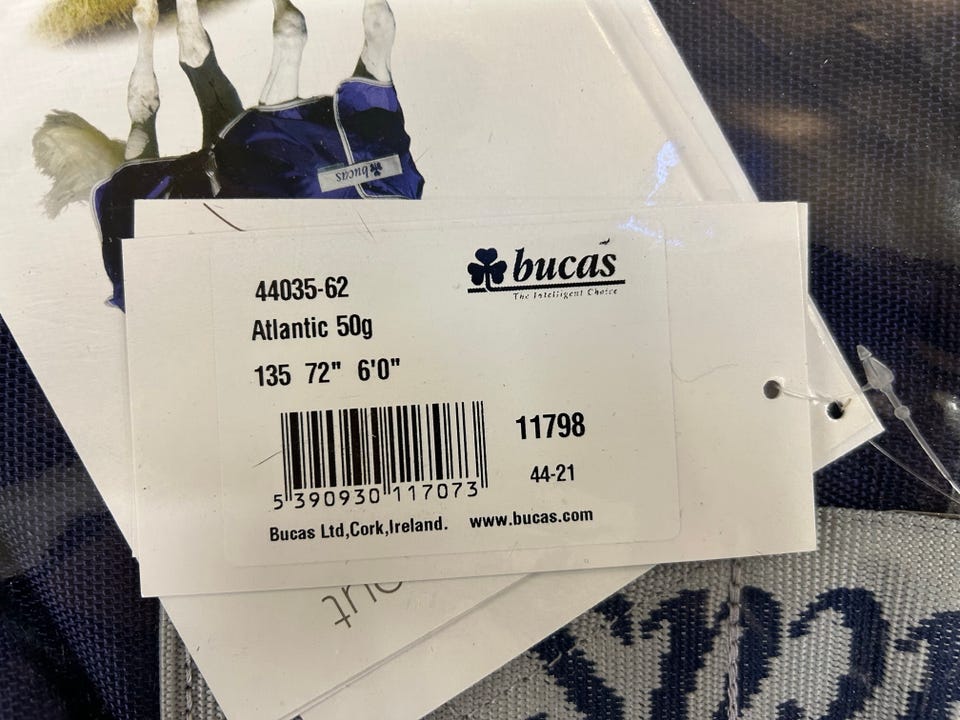 bucas
44035-62
bucas
The Intelligent Choice
Atlantic 50g
135 72" 6'0"
11798
44-21
5 390930 117073
Bucas Ltd,Cork,Ireland. www.bucas.com